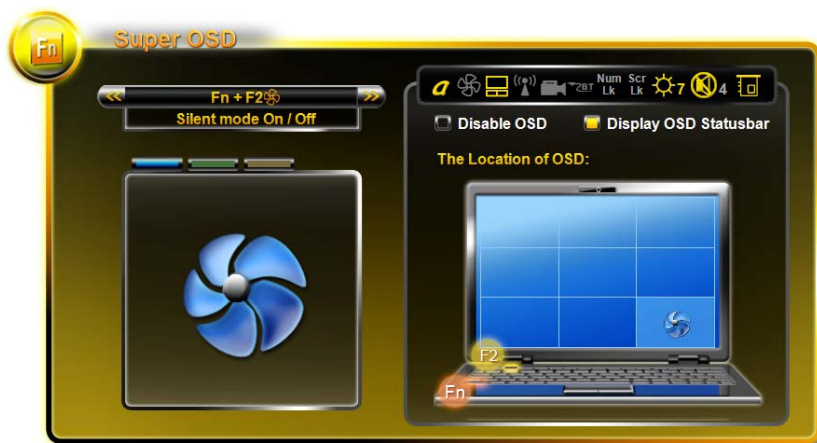 Fn
Super OSD
Fn + F2
Silent mode On / Off
a
Num Lk
Scr Lk
7
4
Disable OSD
Display OSD Statusbar
The Location of OSD:
F2
Fn